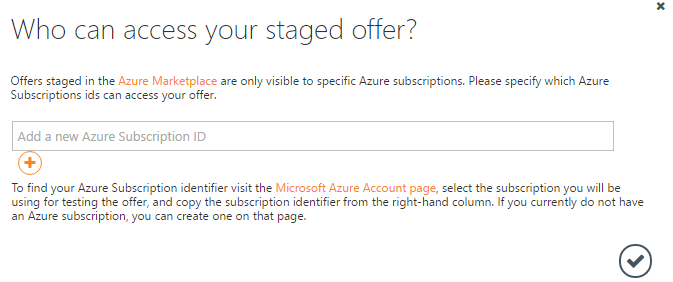 Who can access your staged offer?
Offers staged in the Azure Marketplace are only visible to specific Azure subscriptions. Please specify which Azure
Subscriptions ids can access your offer.
Add a new Azure Subscription ID
To find your Azure Subscription identifier visit the Microsoft Azure Account page, select the subscription you will be
using for testing the offer, and copy the subscription identifier from the right-hand column. If you currently do not have
an Azure subscription, you can create one on that page.